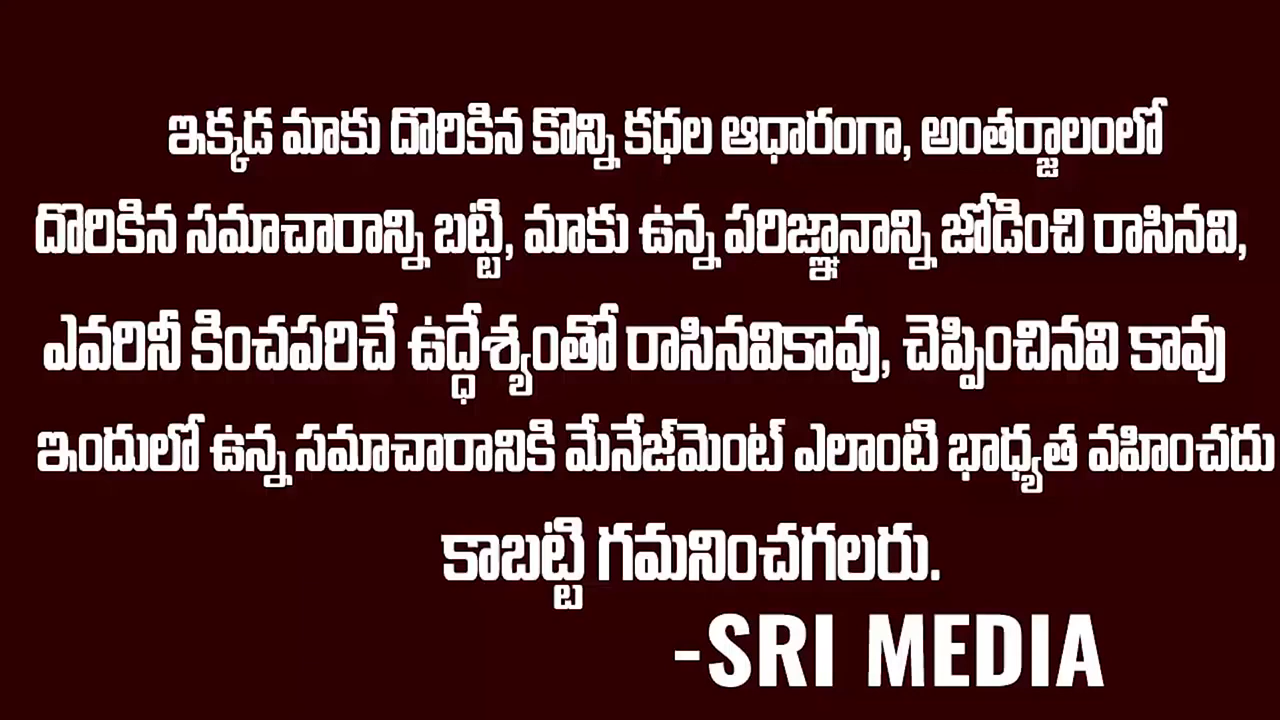 ఇక్కడ మాకు దొరికిన కొన్ని కధల ఆధారంగా, అంతర్జాలంలో
దొరికిన సమాచారాన్ని బట్టి, మాకు ఉన్న పరిజ్ఞానాన్ని జోడించి రాసినవి,
ఎవరినీ కించపరిచే ఉద్ధేశ్యంతో రాసినవికావు, చెప్పించినవి కావు
ఇందులో ఉన్న సమాచారానికి మేనేజ్‌మెంట్ ఎలాంటి భాధ్యత వహించదు
కాబట్టి గమనించగలరు.
-SRI MEDIA